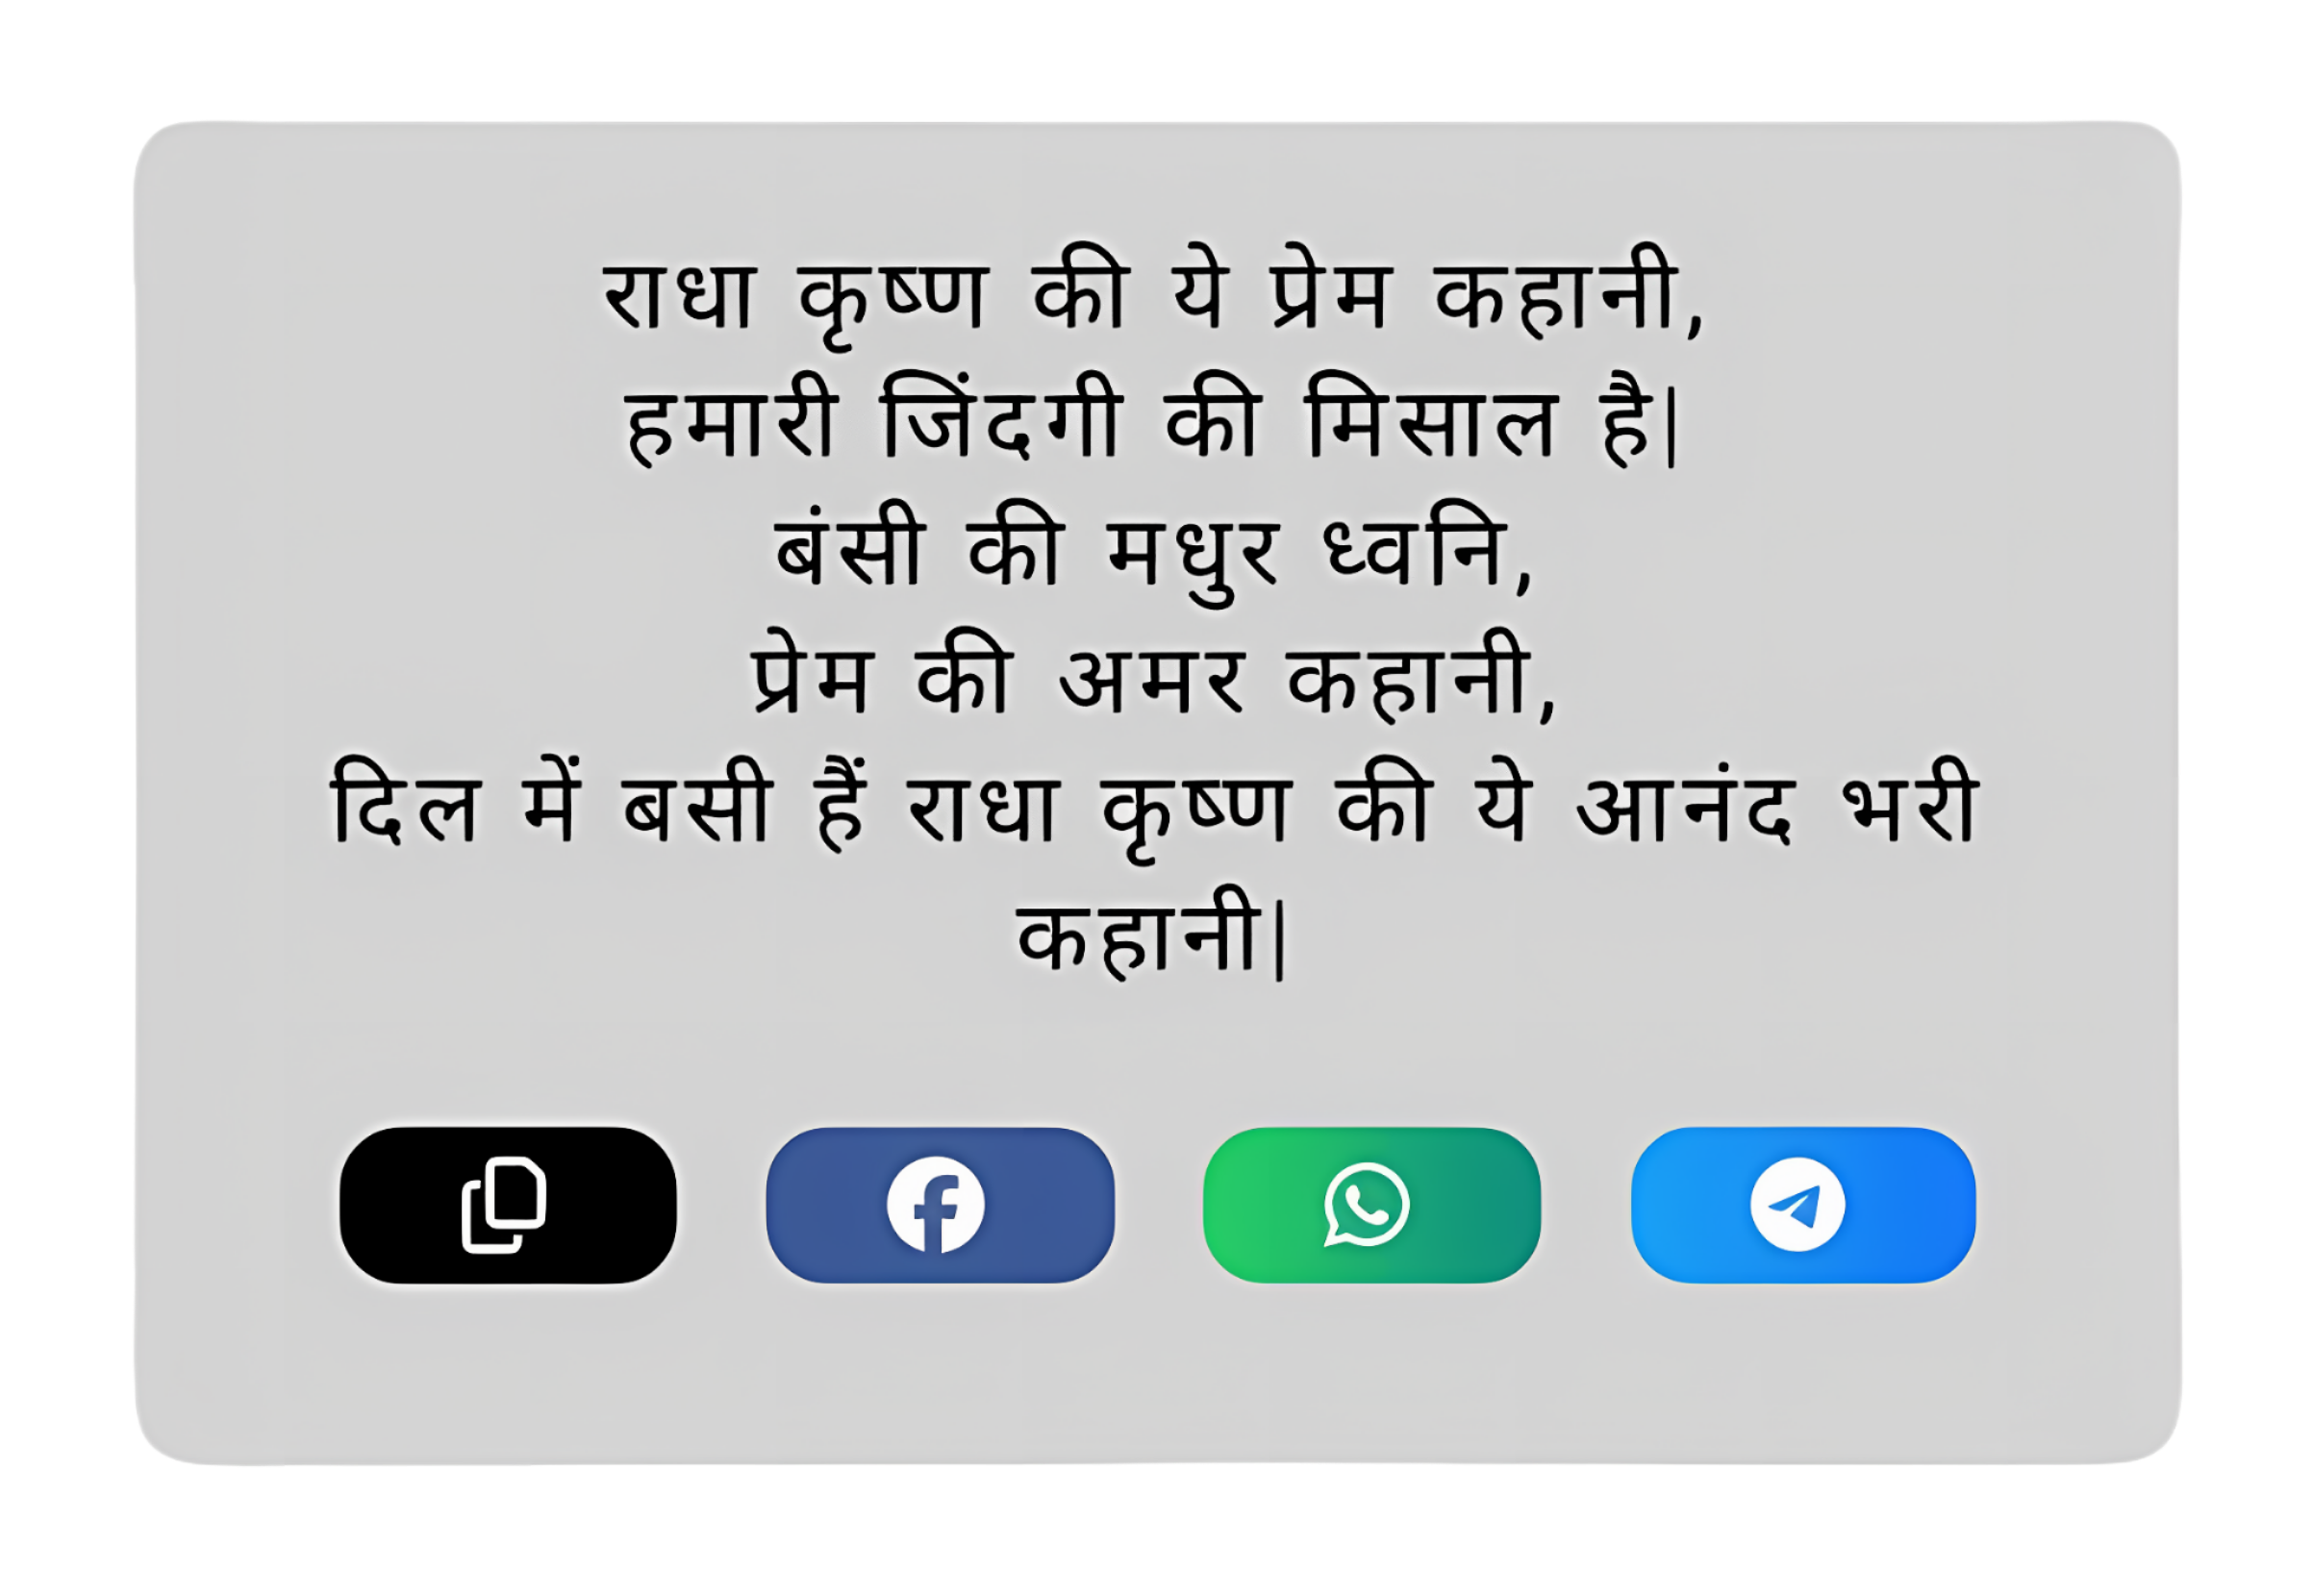 राधा कृष्ण की ये प्रेम कहानी,
हमारी जिंदगी की मिसाल है|
बंसी की मधुर ध्वनि,
प्रेम की अमर कहानी,
दिल में बसी हैं राधा कृष्ण की ये आनंद भरी
कहानी|